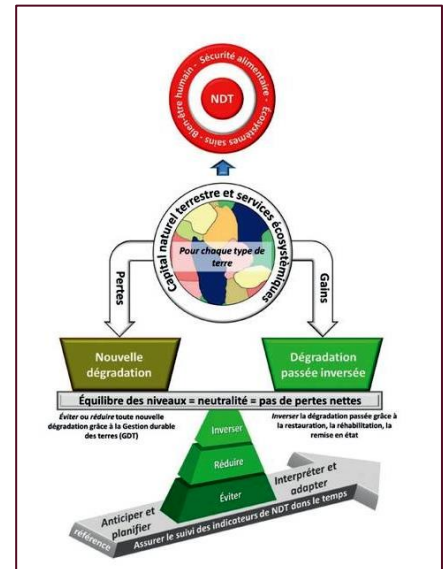 Sécurité alimentaire - Écosystèmes sains - Bien-être humain -
NDT
Capital naturel terrestre et services écosystémiques
Pour chaque type de
terre
Pertes
Gains
Nouvelle
dégradation
Dégradation
passée inversée
Équilibre des niveaux = neutralité = pas de pertes nettes
Éviter ou réduire toute nouvelle
dégradation grâce à la Gestion durable
des terres (GDT)
Inverser la dégradation passée grâce à
la restauration, la réhabilitation, la
remise en état
Inverser
Réduire
Éviter
Anticiper et
planifier
Interpréter et
adapter
référence
Assurer le suivi des indicateurs de NDT dans le temps